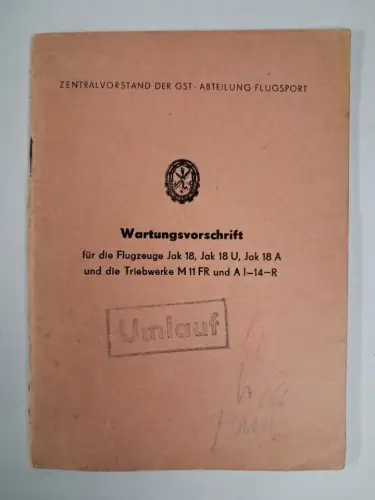 ZENTRALVORSTAND DER GST · ABTEILUNG FLUGSPORT
Wartungsvorschrift
für die Flugzeuge Jak 18, Jak 18 U, Jak 18 A
und die Triebwerke M 11 FR und A I–14–R
Umlauf